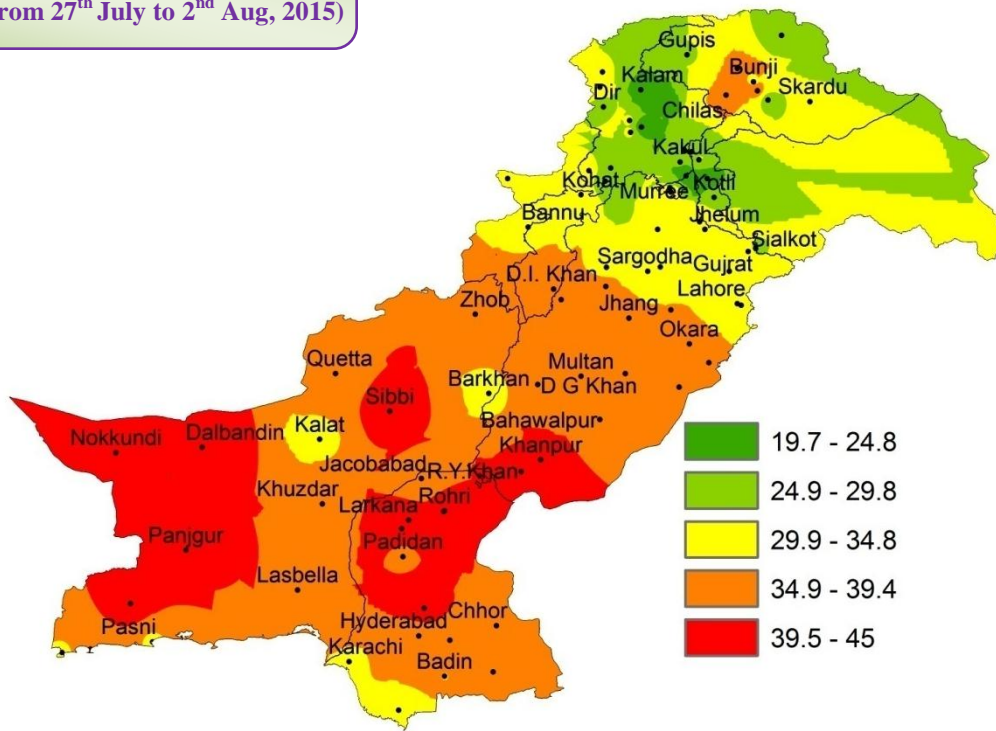 rom 27th July to 2nd Aug, 2015)
Gupis
Bunji
Kalam
Skardu
Dir
Chilas
Kakul
Kohat
Murree
Kotli
Bannu
Jhelum
Sialkot
Sargodha
Gujrat
D.I. Khan
Lahore
Zhob
Jhang
Okara
Quetta
Multan
Barkhan
D G Khan
Sibbi
Kalat
Bahawalpur
Nokkundi
Dalbandin
Khanpur
Jacobabad
R.Y.Khan
Khuzdar
Larkana
Rohri
Panjgur
Padidan
Lasbella
Pasni
Hyderabad
Chhor
Karachi
Badin
19.7 - 24.8
24.9 - 29.8
29.9 - 34.8
34.9 - 39.4
39.5 - 45